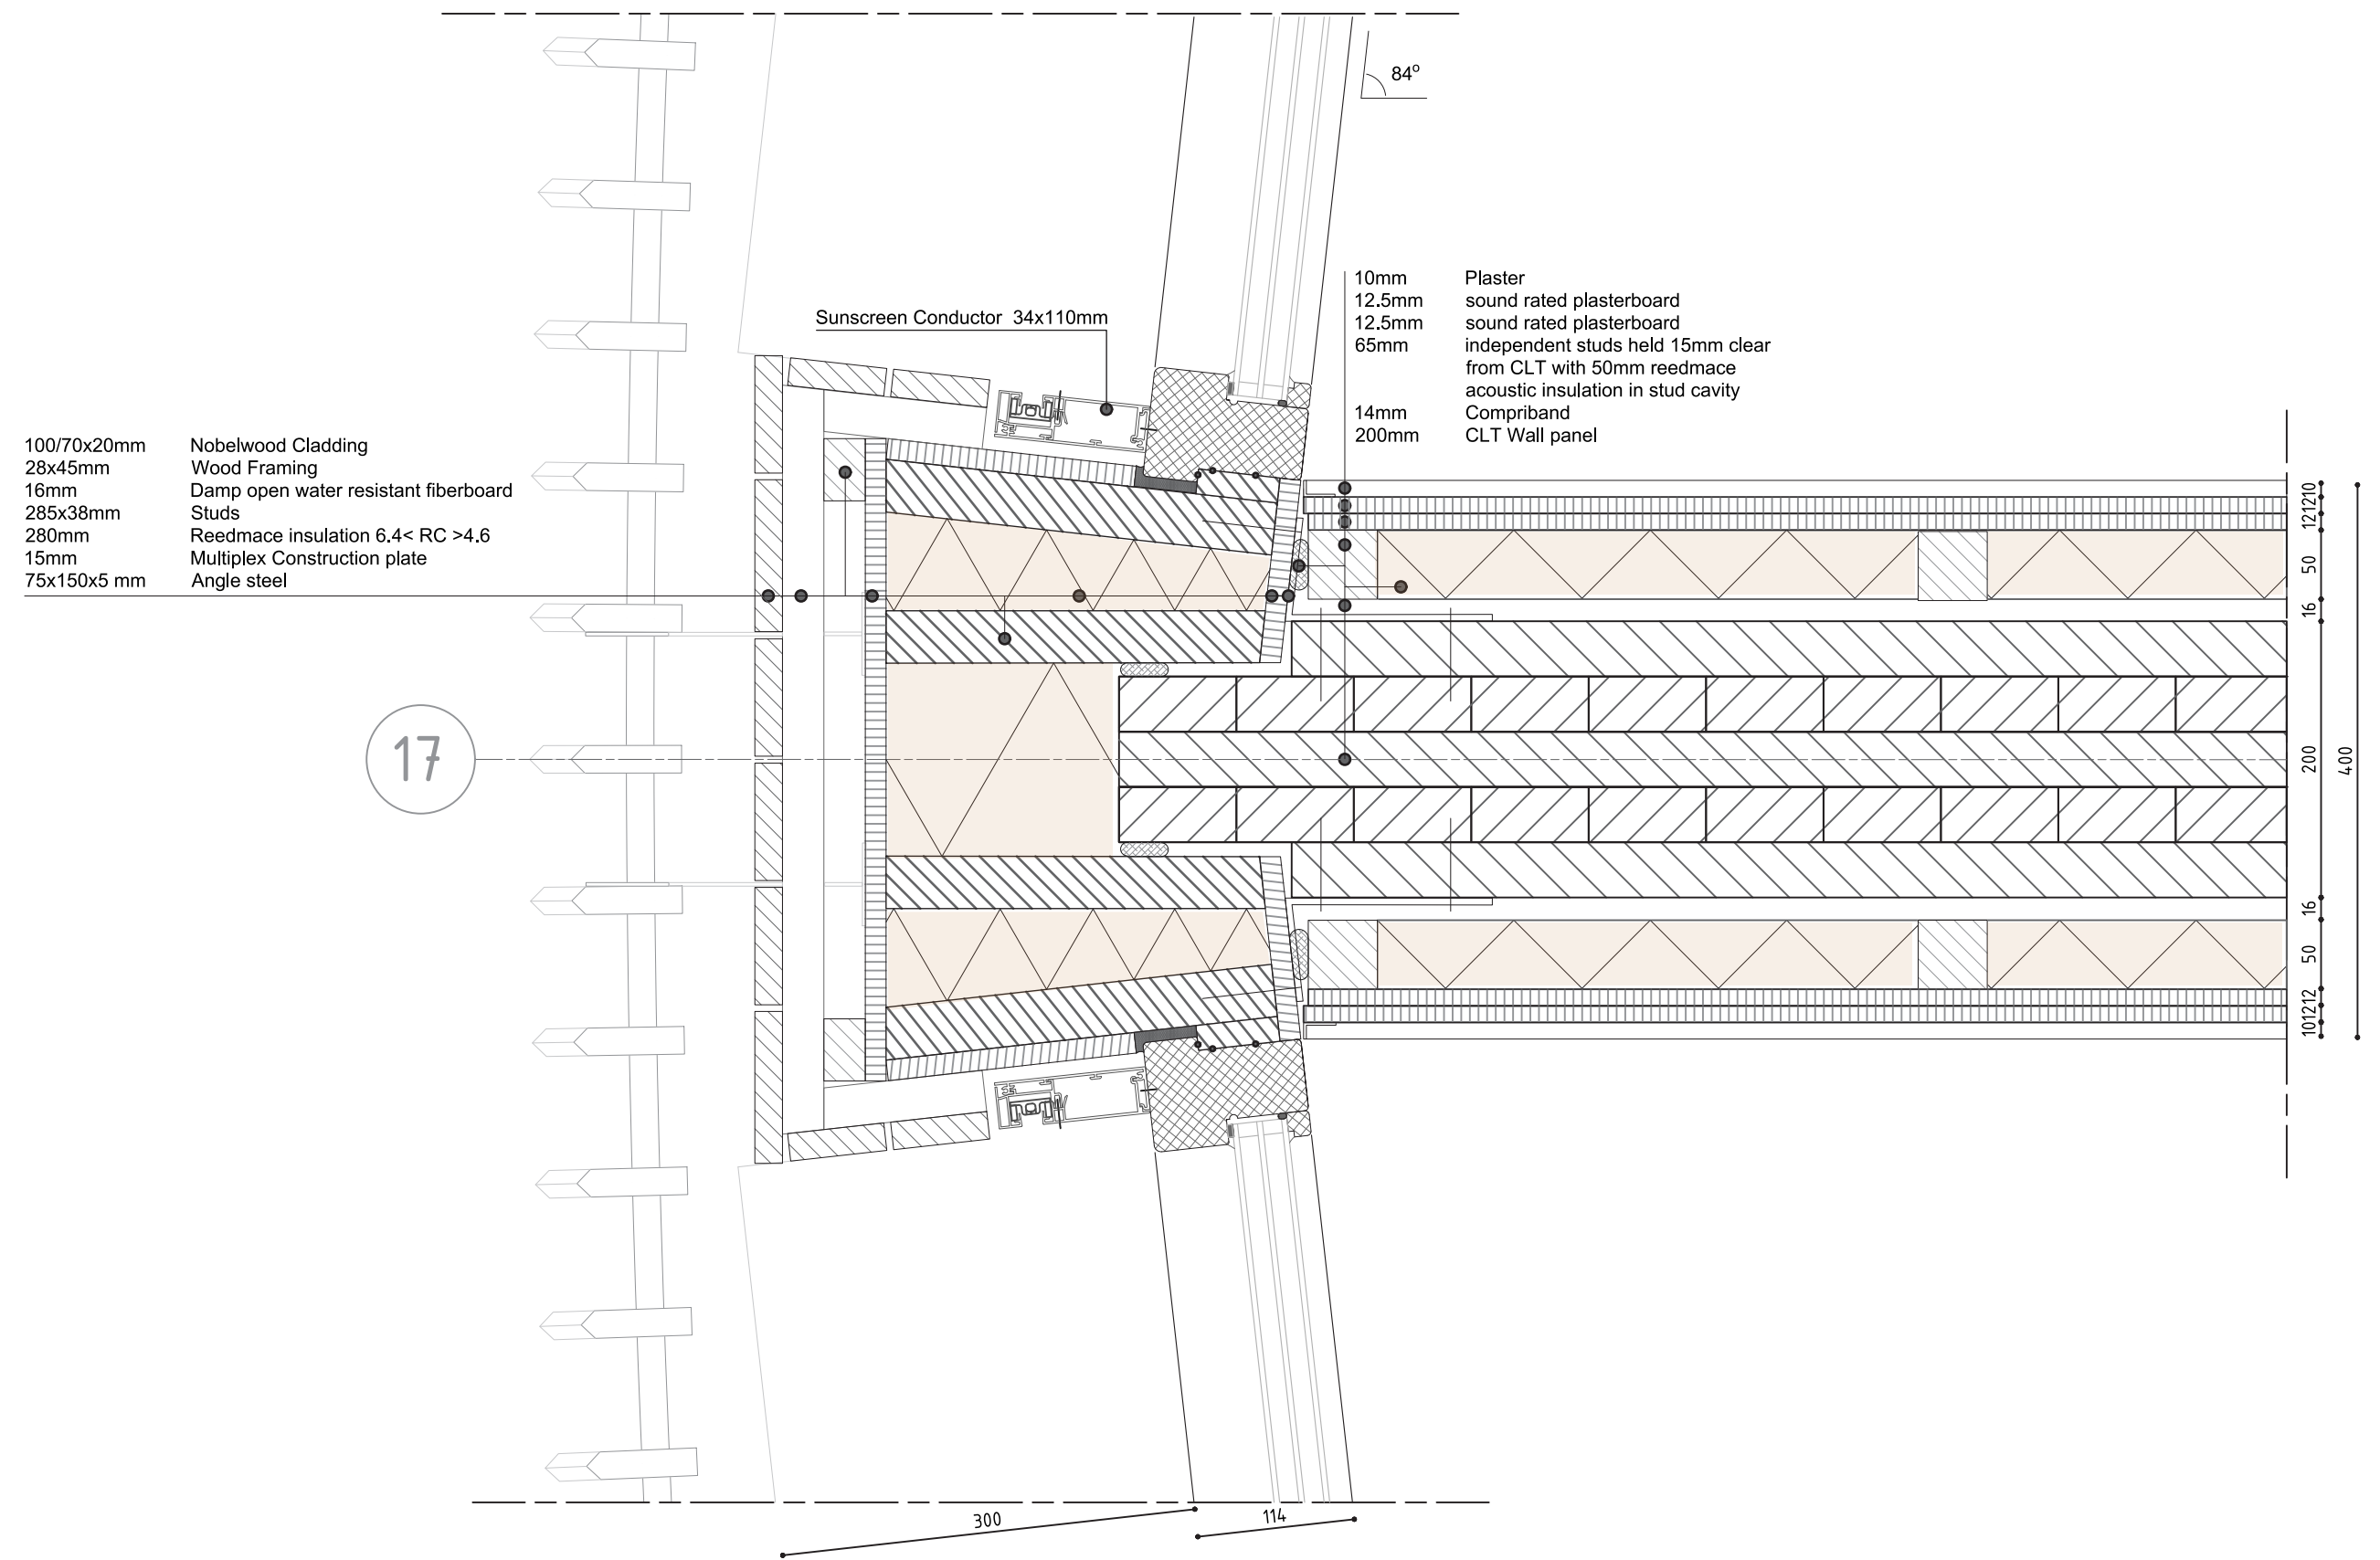 84°
10mm Plaster
12.5mm sound rated plasterboard
12.5mm sound rated plasterboard
65mm independent studs held 15mm clear
from CLT with 50mm reedmace
acoustic insulation in stud cavity
14mm Compriband
200mm CLT Wall panel
Sunscreen Conductor 34x110mm
100/70x20mm Nobelwood Cladding
28x45mm Wood Framing
16mm Damp open water resistant fiberboard
285x38mm Studs
280mm Reedmace insulation 6.4< RC >4.6
15mm Multiplex Construction plate
75x150x5 mm Angle steel
17
10
12
12
50
16
200
400
16
50
12
12
10
300
114